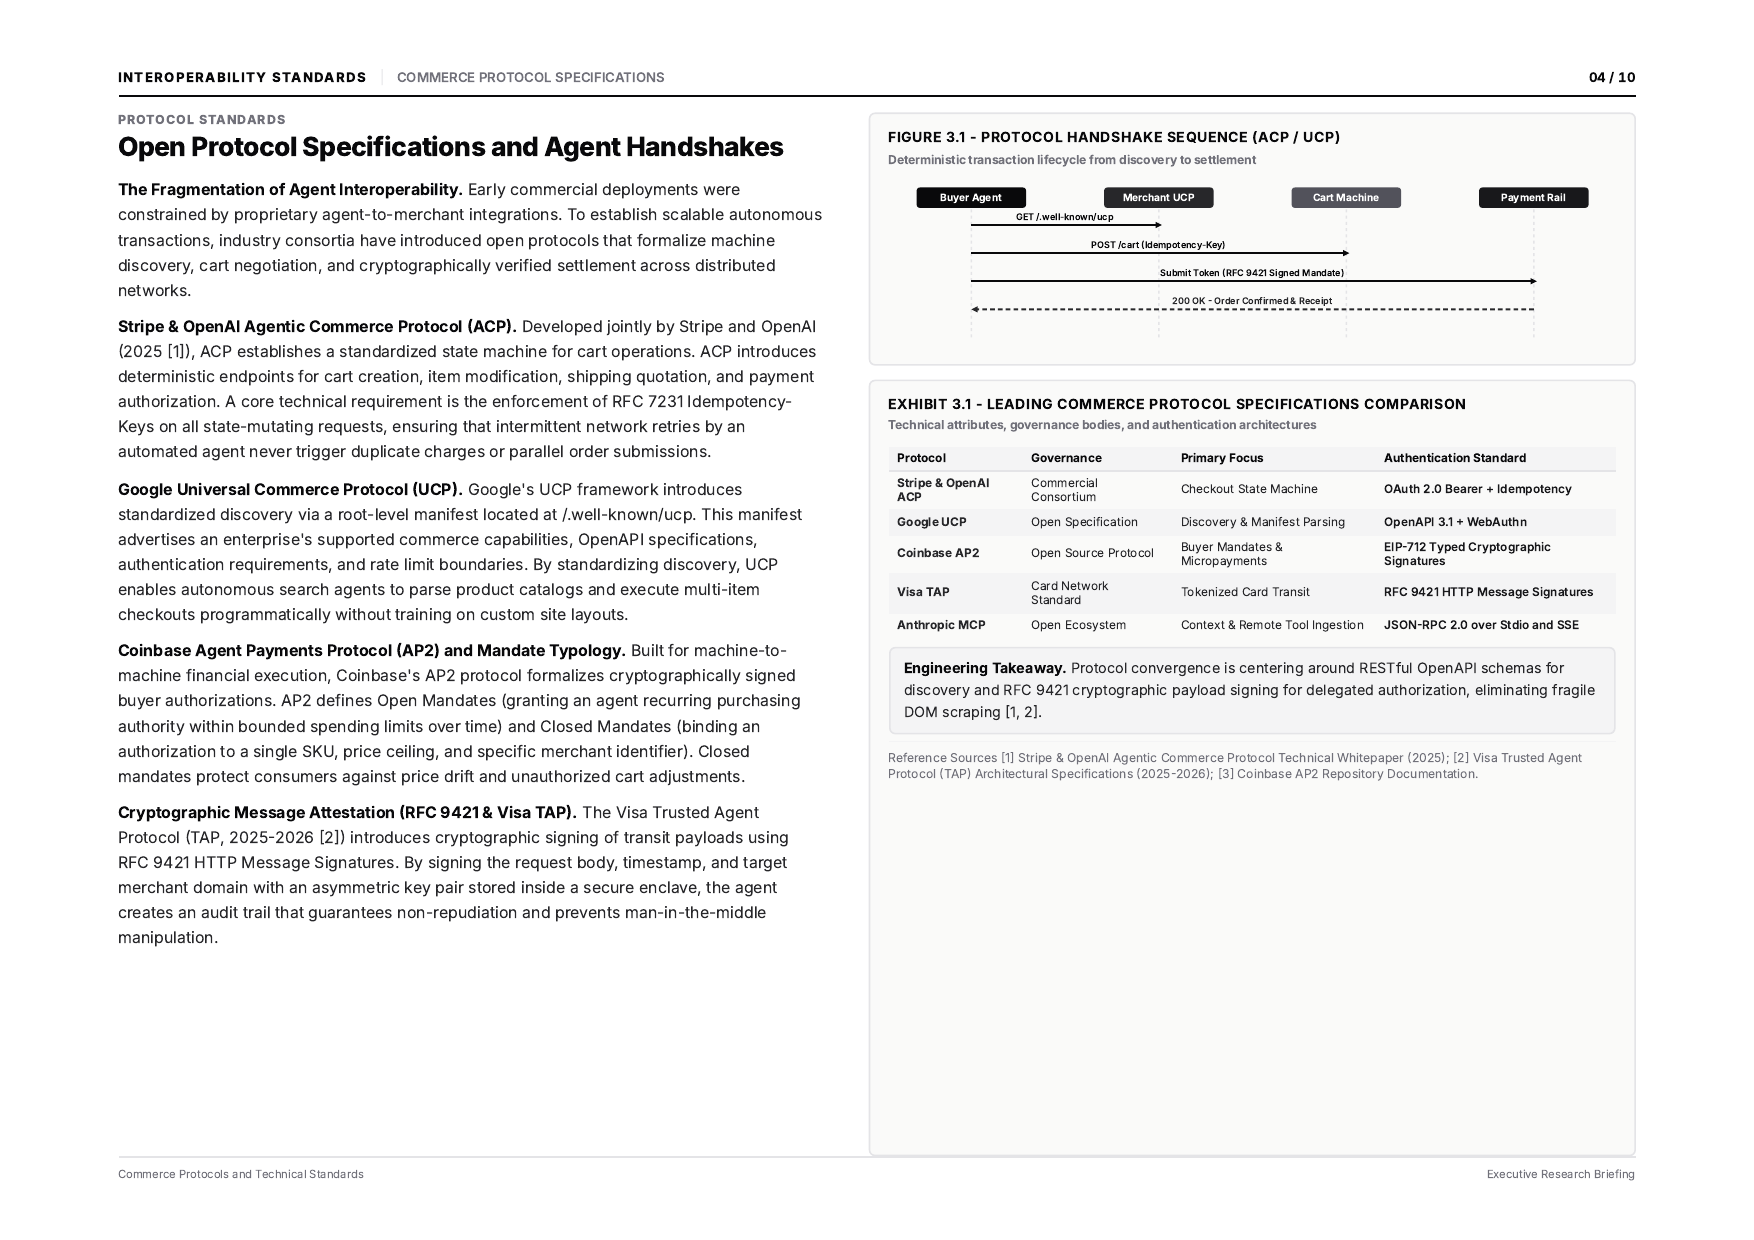 INTEROPERABILITY STANDARDS COMMERCE PROTOCOL SPECIFICATIONS 04 / 10
PROTOCOL STANDARDS
Open Protocol Specifications and Agent Handshakes
The Fragmentation of Agent Interoperability. Early commercial deployments were
constrained by proprietary agent-to-merchant integrations. To establish scalable autonomous
transactions, industry consortia have introduced open protocols that formalize machine
discovery, cart negotiation, and cryptographically verified settlement across distributed
networks.
Stripe & OpenAI Agentic Commerce Protocol (ACP). Developed jointly by Stripe and OpenAI
(2025 [1]), ACP establishes a standardized state machine for cart operations. ACP introduces
deterministic endpoints for cart creation, item modification, shipping quotation, and payment
authorization. A core technical requirement is the enforcement of RFC 7231 Idempotency-
Keys on all state-mutating requests, ensuring that intermittent network retries by an
automated agent never trigger duplicate charges or parallel order submissions.
Google Universal Commerce Protocol (UCP). Google's UCP framework introduces
standardized discovery via a root-level manifest located at /.well-known/ucp. This manifest
advertises an enterprise's supported commerce capabilities, OpenAPI specifications,
authentication requirements, and rate limit boundaries. By standardizing discovery, UCP
enables autonomous search agents to parse product catalogs and execute multi-item
checkouts programmatically without training on custom site layouts.
Coinbase Agent Payments Protocol (AP2) and Mandate Typology. Built for machine-to-
machine financial execution, Coinbase's AP2 protocol formalizes cryptographically signed
buyer authorizations. AP2 defines Open Mandates (granting an agent recurring purchasing
authority within bounded spending limits over time) and Closed Mandates (binding an
authorization to a single SKU, price ceiling, and specific merchant identifier). Closed
mandates protect consumers against price drift and unauthorized cart adjustments.
Cryptographic Message Attestation (RFC 9421 & Visa TAP). The Visa Trusted Agent
Protocol (TAP, 2025-2026 [2]) introduces cryptographic signing of transit payloads using
RFC 9421 HTTP Message Signatures. By signing the request body, timestamp, and target
merchant domain with an asymmetric key pair stored inside a secure enclave, the agent
creates an audit trail that guarantees non-repudiation and prevents man-in-the-middle
manipulation.
FIGURE 3.1 - PROTOCOL HANDSHAKE SEQUENCE (ACP / UCP)
Deterministic transaction lifecycle from discovery to settlement
Buyer Agent Merchant UCP Cart Machine Payment Rail
GET /.well-known/ucp
POST /cart (Idempotency-Key)
Submit Token (RFC 9421 Signed Mandate)
200 OK - Order Confirmed & Receipt
EXHIBIT 3.1 - LEADING COMMERCE PROTOCOL SPECIFICATIONS COMPARISON
Technical attributes, governance bodies, and authentication architectures
Protocol Governance Primary Focus Authentication Standard
Stripe & OpenAI ACP Commercial Consortium Checkout State Machine OAuth 2.0 Bearer + Idempotency
Google UCP Open Specification Discovery & Manifest Parsing OpenAPI 3.1 + WebAuthn
Coinbase AP2 Open Source Protocol Buyer Mandates & Micropayments EIP-712 Typed Cryptographic Signatures
Visa TAP Card Network Standard Tokenized Card Transit RFC 9421 HTTP Message Signatures
Anthropic MCP Open Ecosystem Context & Remote Tool Ingestion JSON-RPC 2.0 over Stdio and SSE
Engineering Takeaway. Protocol convergence is centering around RESTful OpenAPI schemas for
discovery and RFC 9421 cryptographic payload signing for delegated authorization, eliminating fragile
DOM scraping [1, 2].
Reference Sources [1] Stripe & OpenAI Agentic Commerce Protocol Technical Whitepaper (2025); [2] Visa Trusted Agent
Protocol (TAP) Architectural Specifications (2025-2026); [3] Coinbase AP2 Repository Documentation.
Commerce Protocols and Technical Standards Executive Research Briefing